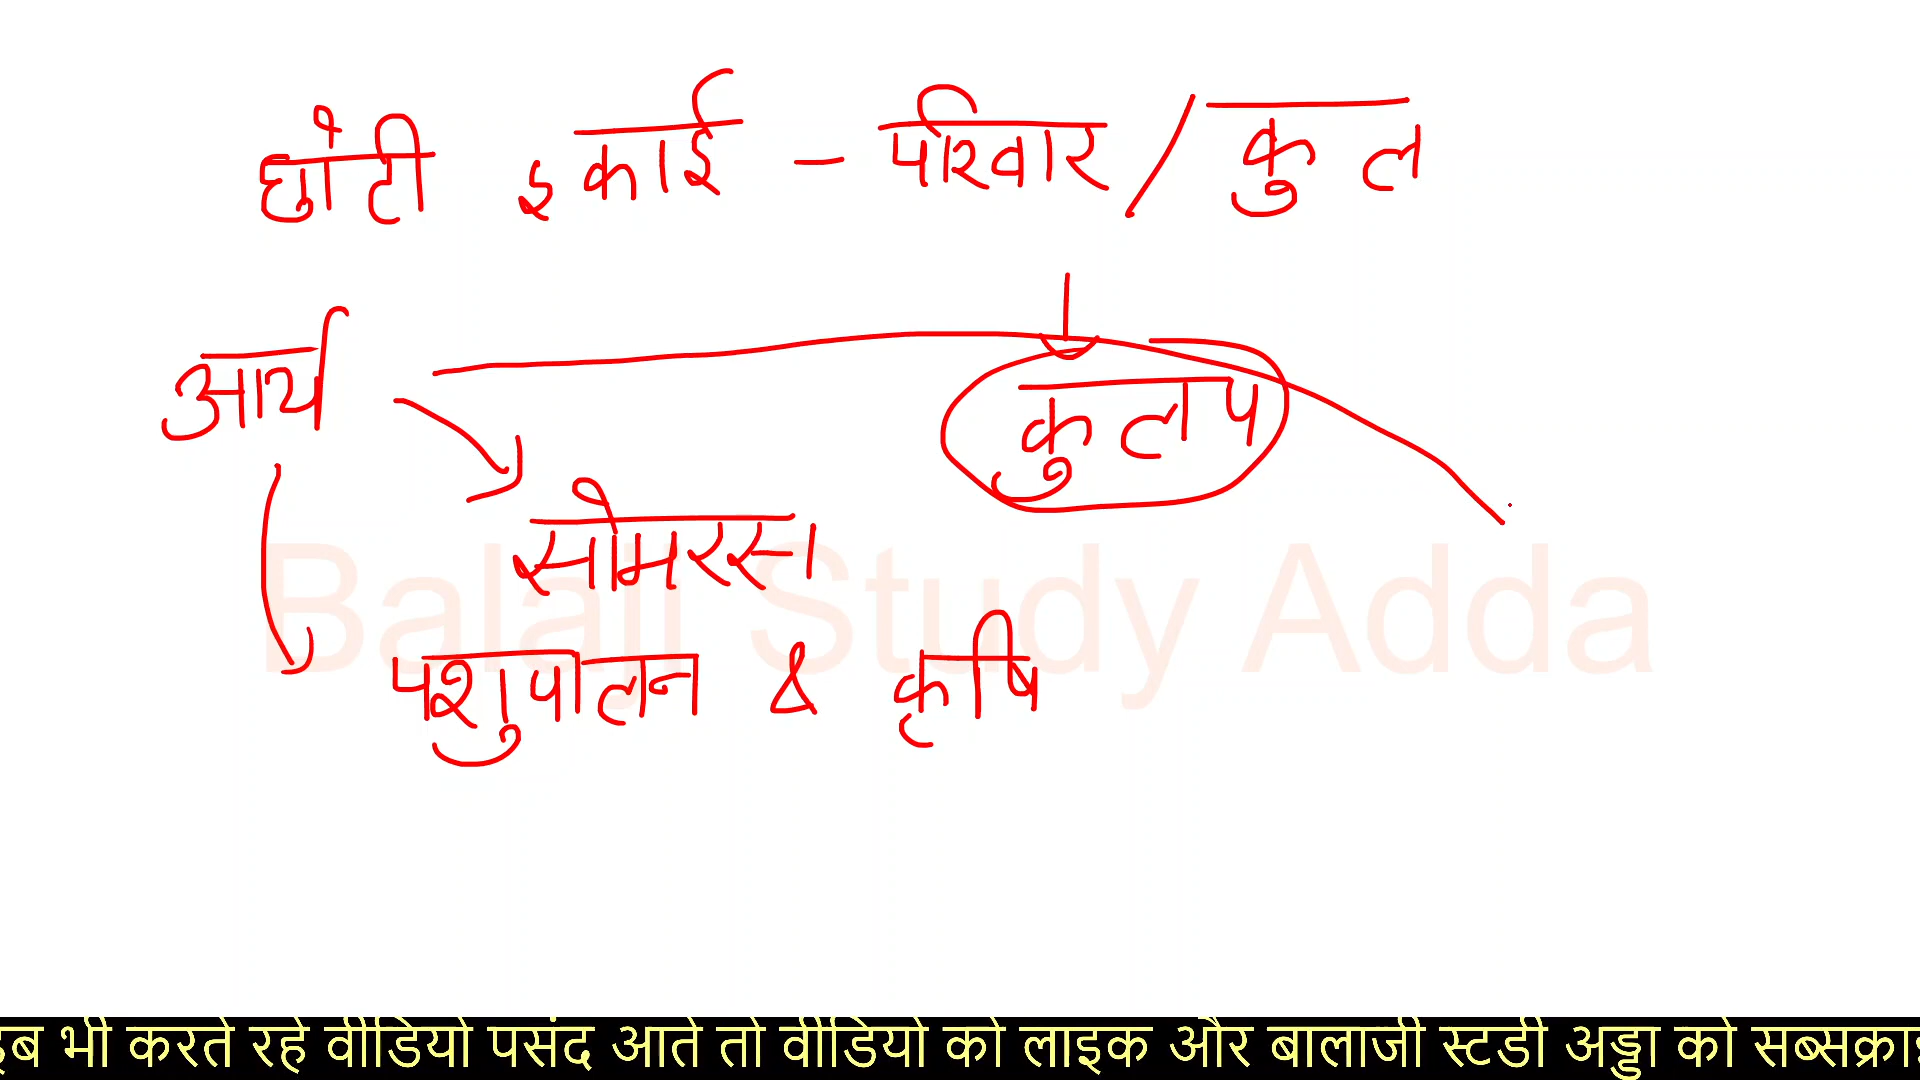 छोटी इकाई - परिवार / कुल
आर्य
कुलप
सोमरस
Balaji Study Adda
पशुपालन & कृषि
इब भी करते रहे वीडियो पसंद आते तो वीडियो को लाइक और बालाजी स्टडी अड्डा को सब्सक्राइ